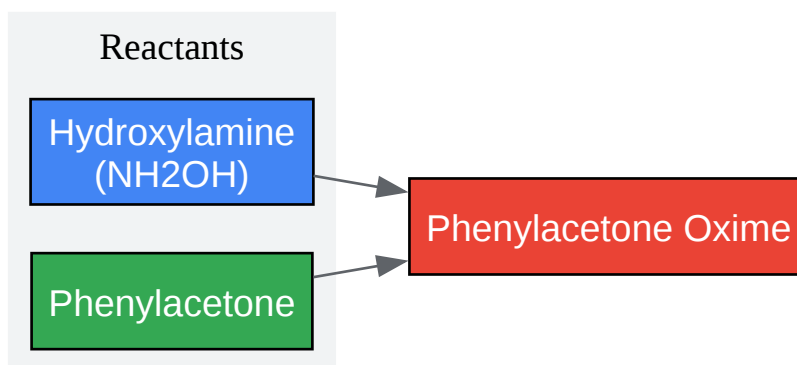 Reactants
Hydroxylamine
(NH2OH)
Phenylacetone Oxime
Phenylacetone